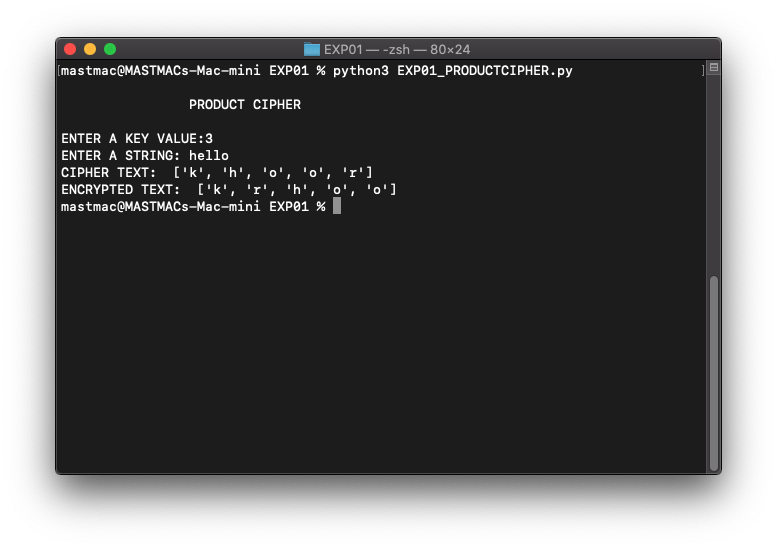 EXP01 — -zsh — 80×24
[mastmac@MASTMACs-Mac-mini EXP01 % python3 EXP01_PRODUCTCIPHER.py ]
PRODUCT CIPHER
ENTER A KEY VALUE:3
ENTER A STRING: hello
CIPHER TEXT:  ['k', 'h', 'o', 'o', 'r']
ENCRYPTED TEXT:  ['k', 'r', 'h', 'o', 'o']
mastmac@MASTMACs-Mac-mini EXP01 %